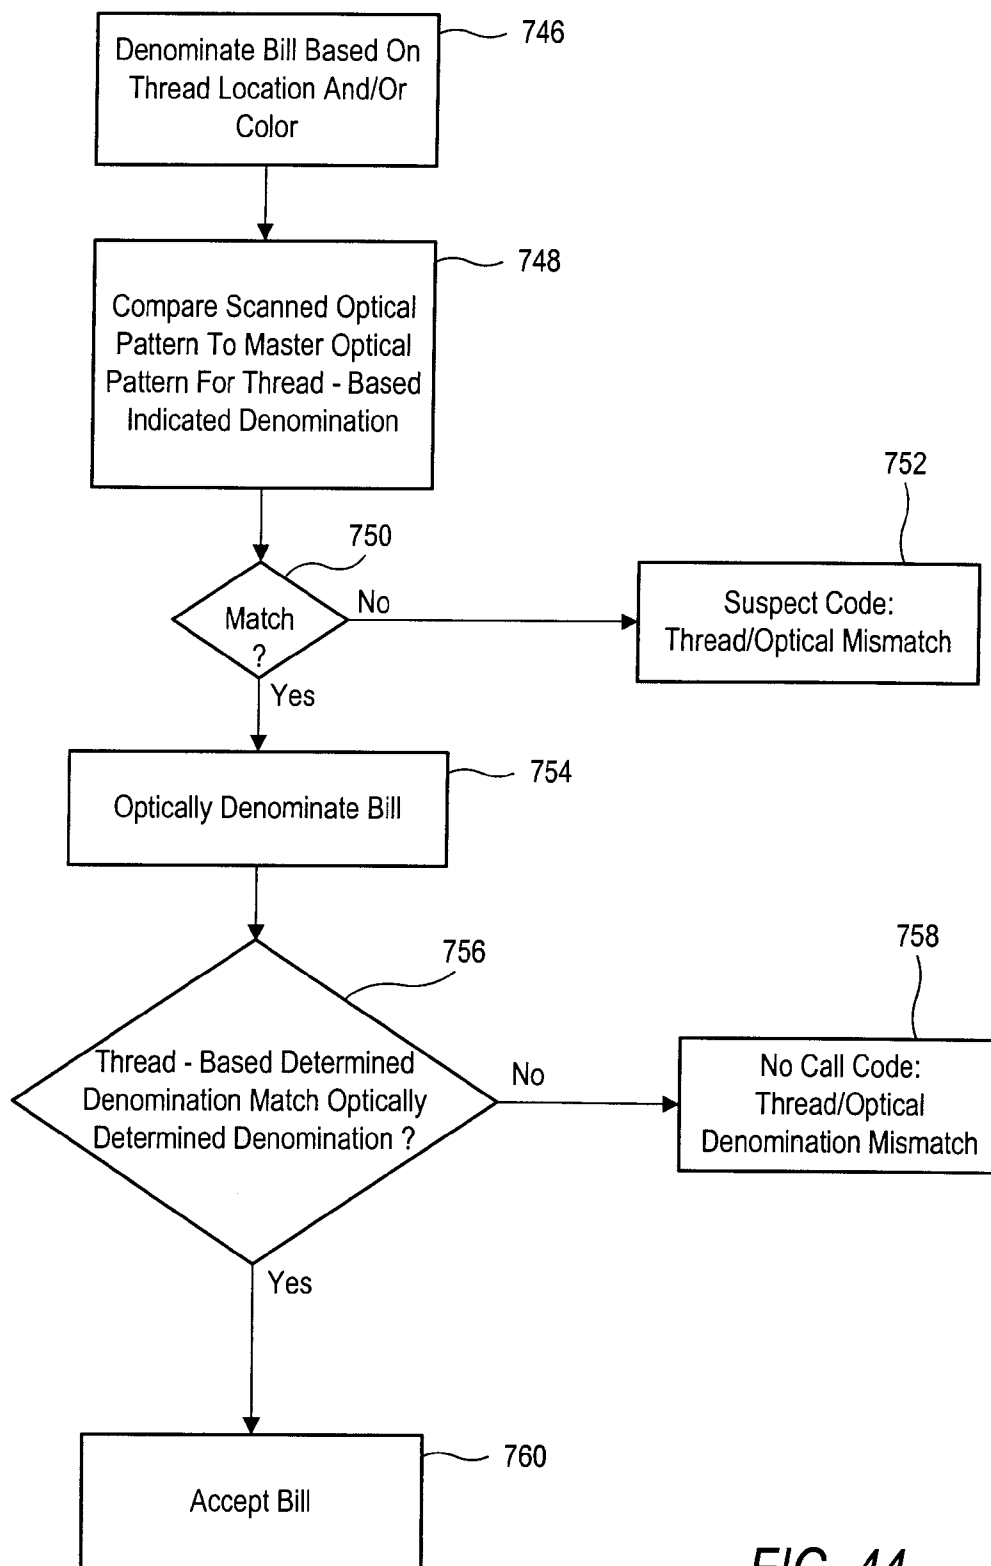 746
Denominate Bill Based On
Thread Location And/Or
Color
748
Compare Scanned Optical
Pattern To Master Optical
Pattern For Thread - Based
Indicated Denomination
752
750
Match
?
No
Yes
Suspect Code:
Thread/Optical Mismatch
754
Optically Denominate Bill
756
758
Thread - Based Determined
Denomination Match Optically
Determined Denomination ?
No
Yes
No Call Code:
Thread/Optical
Denomination Mismatch
760
Accept Bill
FIG. 44